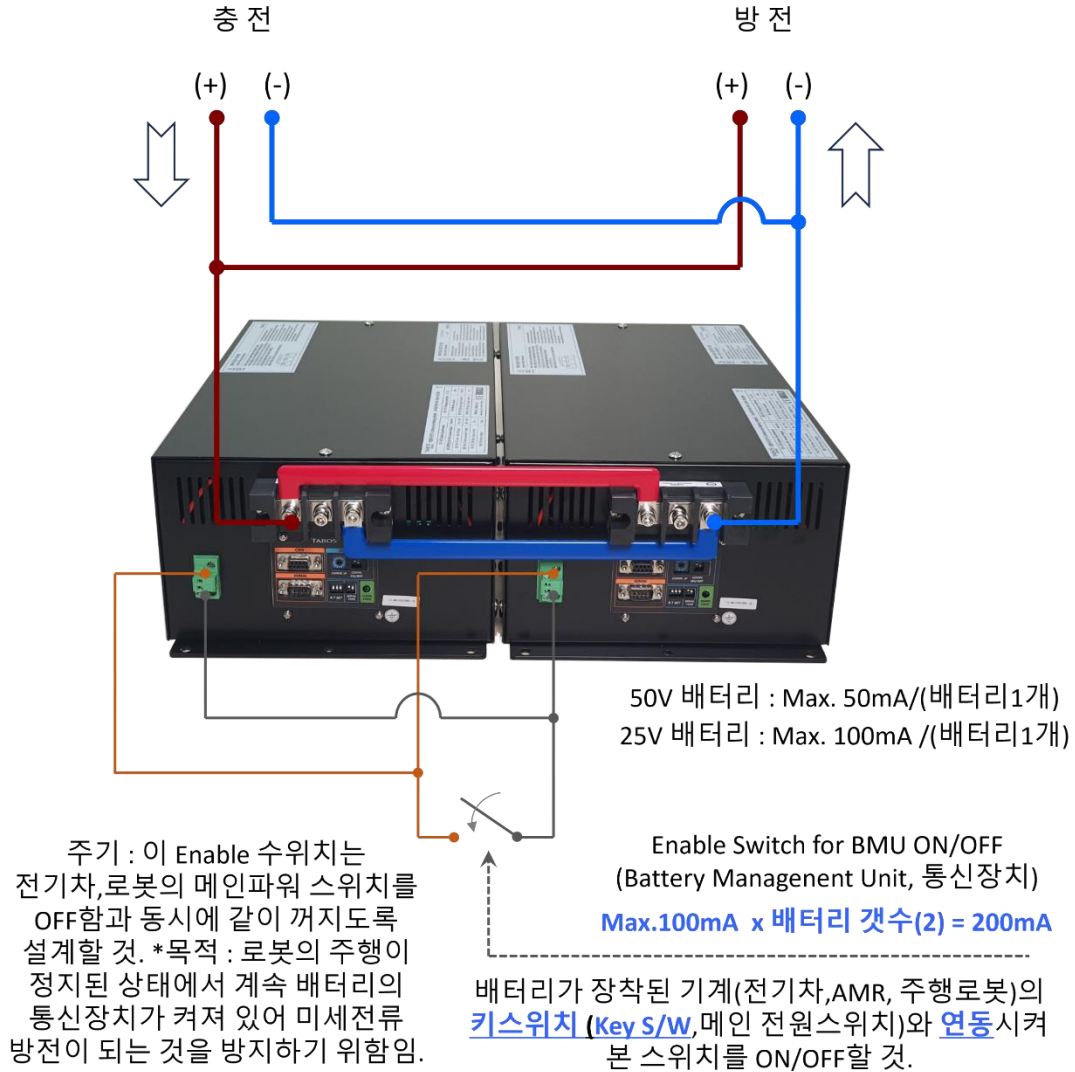 충 전
방 전
(+) (-)
(+) (-)
TABOS
50V 배터리 : Max. 50mA/(배터리1개)
25V 배터리 : Max. 100mA /(배터리1개)
Enable Switch for BMU ON/OFF
(Battery Managenent Unit, 통신장치)
Max.100mA x 배터리 갯수(2) = 200mA
주기 : 이 Enable 수위치는
전기차,로봇의 메인파워 스위치를
OFF함과 동시에 같이 꺼지도록
설계할 것. *목적 : 로봇의 주행이
정지된 상태에서 계속 배터리의
통신장치가 켜져 있어 미세전류
방전이 되는 것을 방지하기 위함임.
배터리가 장착된 기계(전기차,AMR, 주행로봇)의
키스위치 (Key S/W,메인 전원스위치)와 연동시켜
본 스위치를 ON/OFF할 것.